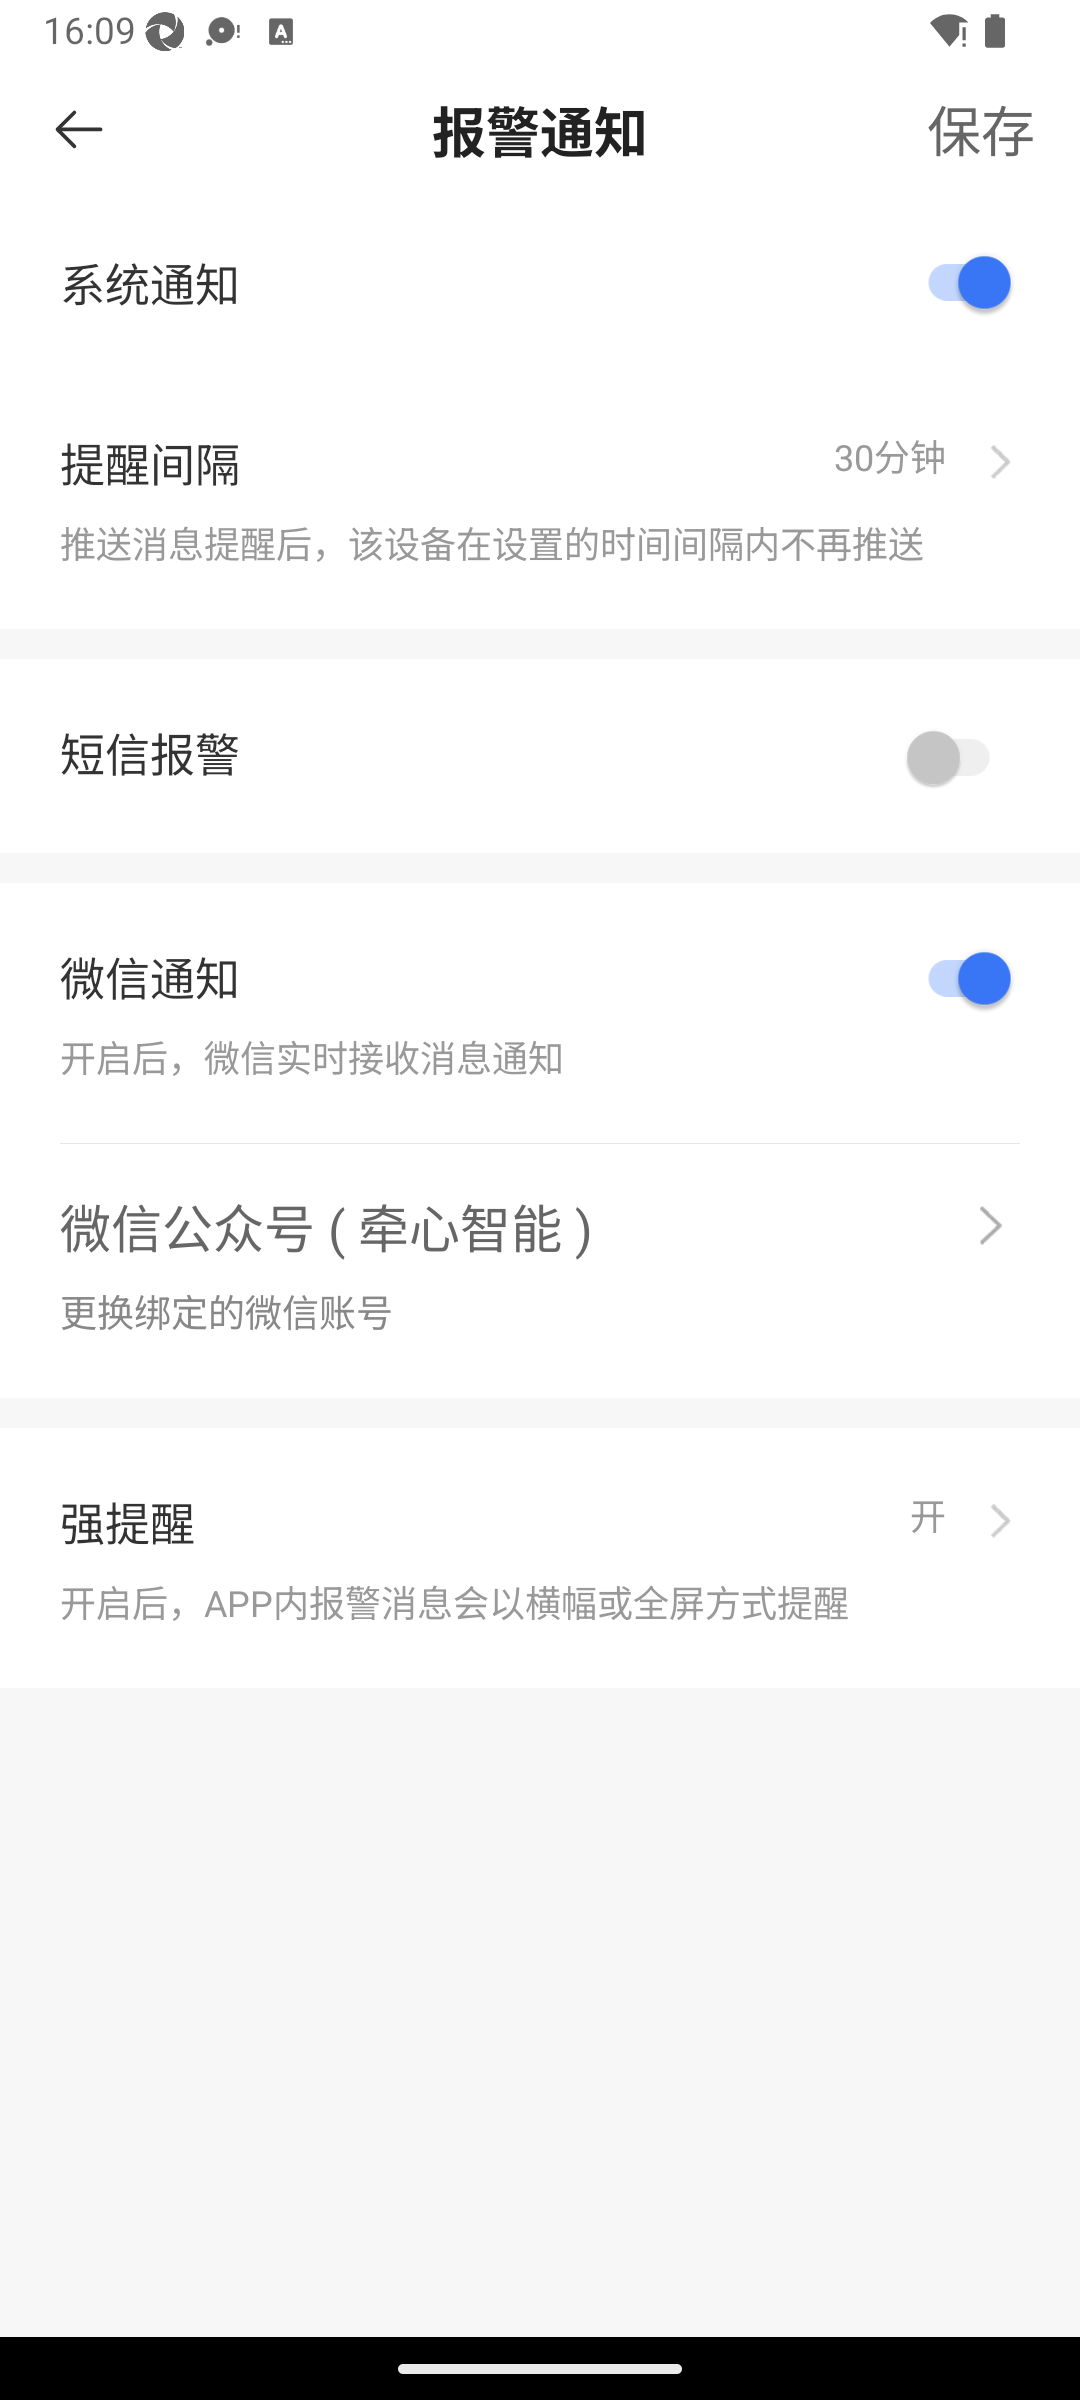 16:09
报警通知
保存
系统通知
提醒间隔
30分钟
推送消息提醒后，该设备在设置的时间间隔内不再推送
短信报警
微信通知
开启后，微信实时接收消息通知
微信公众号 ( 牵心智能 )
更换绑定的微信账号
强提醒
开
开启后，APP内报警消息会以横幅或全屏方式提醒